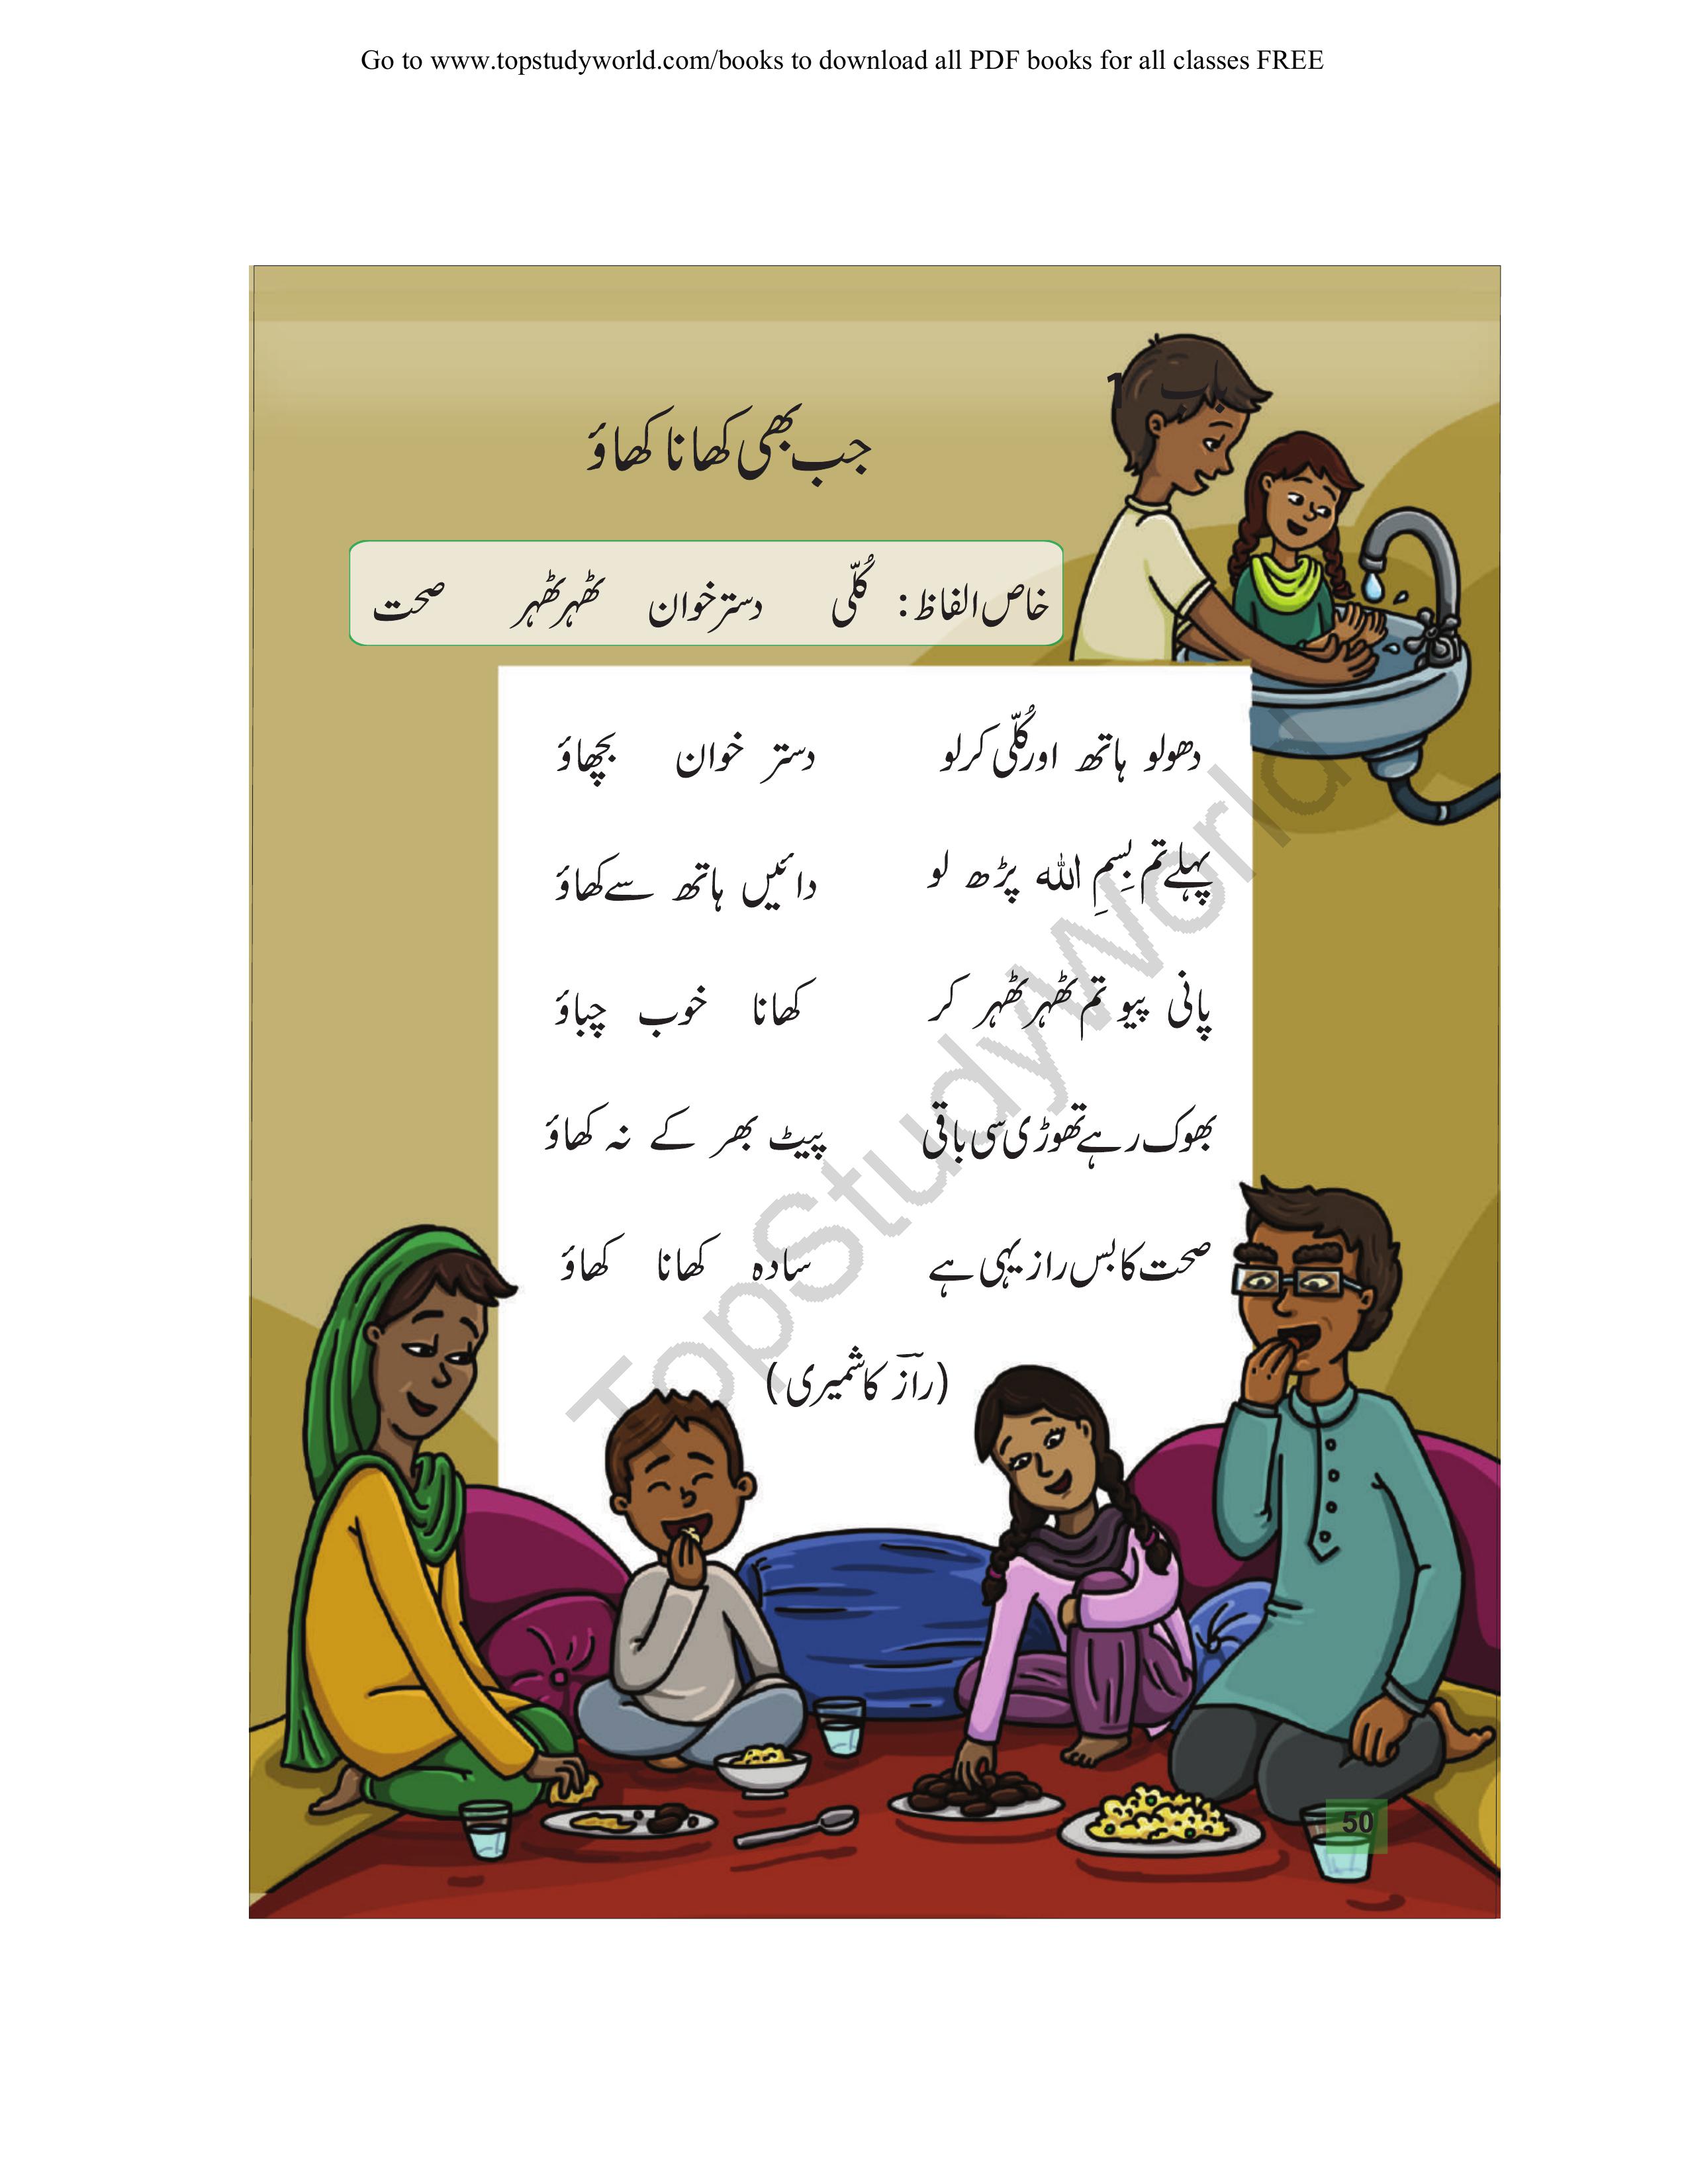 Go to www.topstudyworld.com/books to download all PDF books for all classes FREE
جب بھی کھانا کھاؤ
خاص الفاظ: کُلّی دسترخوان ٹھہر ٹھہر صحت
دھولو ہاتھ اور کُلّی کرلو دستر خوان بچھاؤ
پہلے تم بِسمِ اللہ پڑھ لو دائیں ہاتھ سے کھاؤ
پانی پیو تم ٹھہر ٹھہر کر کھانا خوب چباؤ
بھوک رہے تھوڑی سی باقی پیٹ بھر کے نہ کھاؤ
صحت کا بس راز یہی ہے سادہ کھانا کھاؤ
(رازؔ کاشمیری)
TopStudyWorld
50